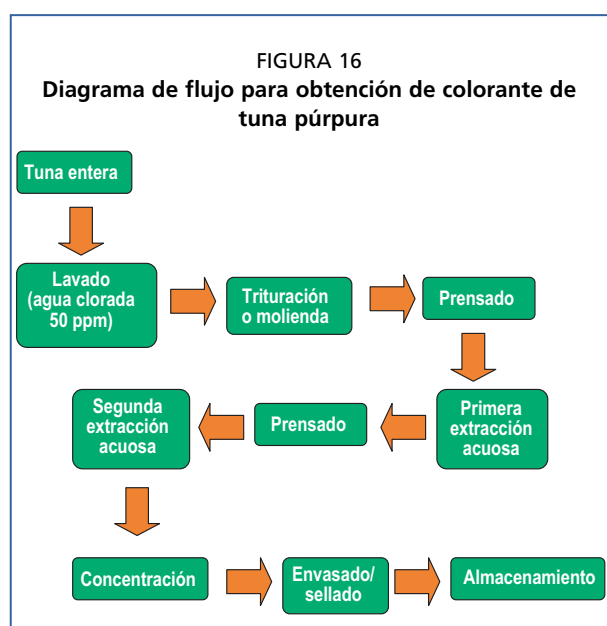 FIGURA 16
Diagrama de flujo para obtención de colorante de
tuna púrpura
Tuna entera
Lavado
(agua clorada
50 ppm)
Trituración
o molienda
Prensado
Primera
extracción
acuosa
Prensado
Segunda
extracción
acuosa
Concentración
Envasado/
sellado
Almacenamiento